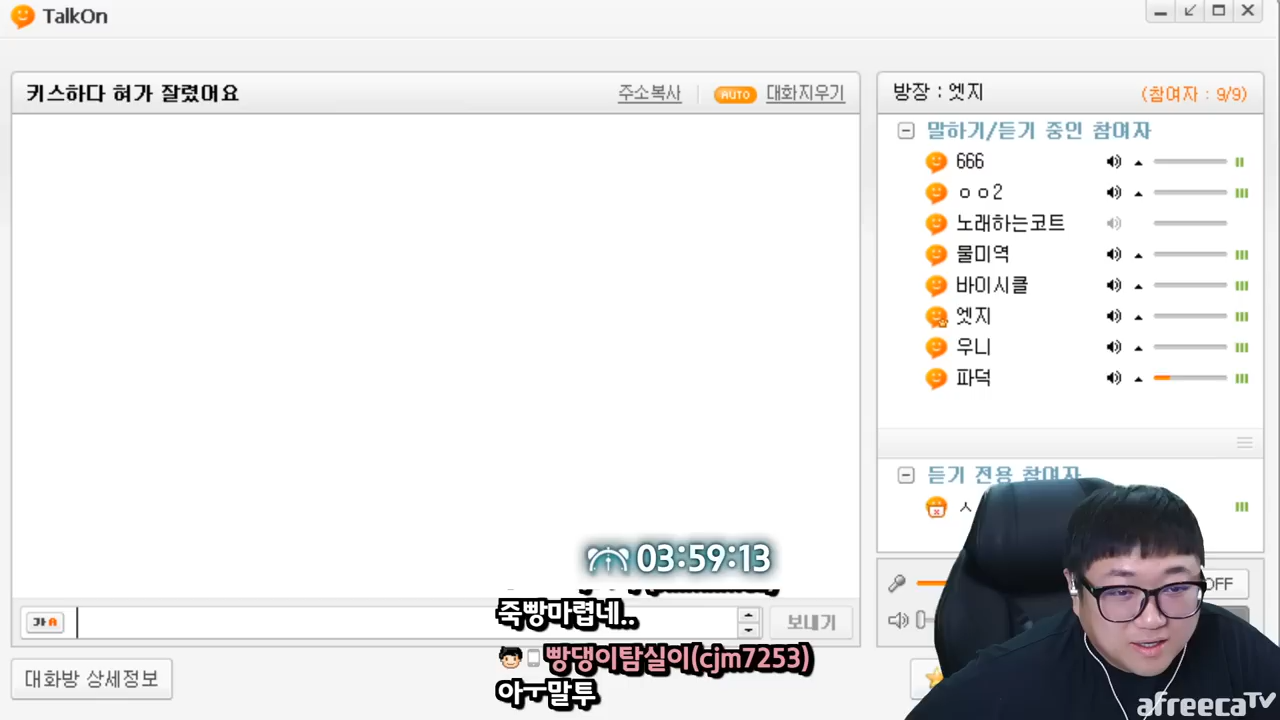 TalkOn
키스하다 혀가 잘렸어요
주소복사
AUTO 대화지우기
방장 : 엣지
(참여자 : 9/9)
말하기/듣기 중인 참여자
666
ㅇㅇ2
노래하는코트
물미역
바이시클
엣지
우니
파덕
듣기 전용 참여자
ㅅ
OFF
03:59:13
죽빵마렵네..
빵댕이탐실이(cjm7253)
아ㅜ말투
가A
보내기
대화방 상세정보
afreecaTV